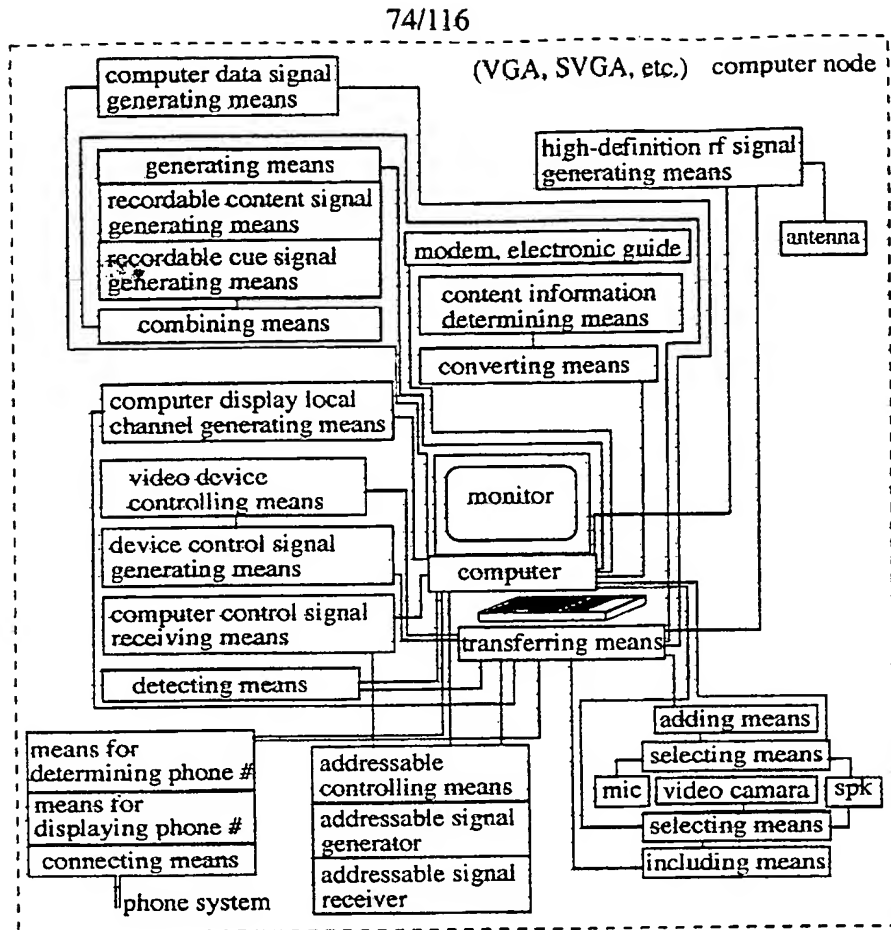 74/116
(VGA, SVGA, etc.) computer node
computer data signal
generating means
generating means
recordable content signal
generating means
recordable cue signal
generating means
combining means
high-definition rf signal
generating means
antenna
modem, electronic guide
content information
determining means
converting means
computer display local
channel generating means
video device
controlling means
device control signal
generating means
computer control signal
receiving means
detecting means
monitor
computer
transferring means
means for
determining phone #
means for
displaying phone #
connecting means
phone system
addressable
controlling means
addressable signal
generator
addressable signal
receiver
adding means
selecting means
mic
video camara
spk
selecting means
including means